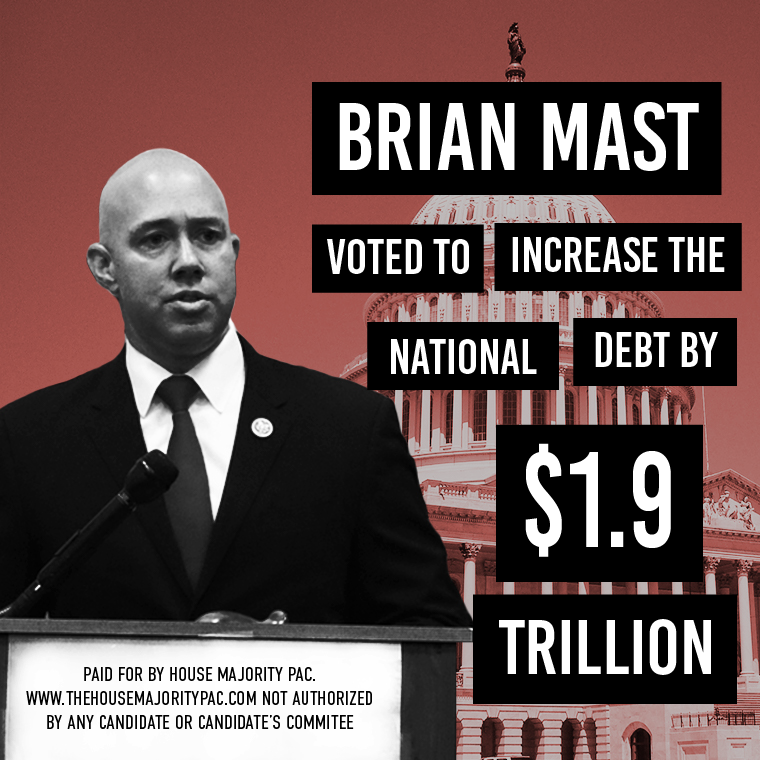 BRIAN MAST
VOTED TO INCREASE THE
NATIONAL DEBT BY
$1.9
TRILLION
PAID FOR BY HOUSE MAJORITY PAC.
WWW.THEHOUSEMAJORITYPAC.COM NOT AUTHORIZED
BY ANY CANDIDATE OR CANDIDATE'S COMMITEE